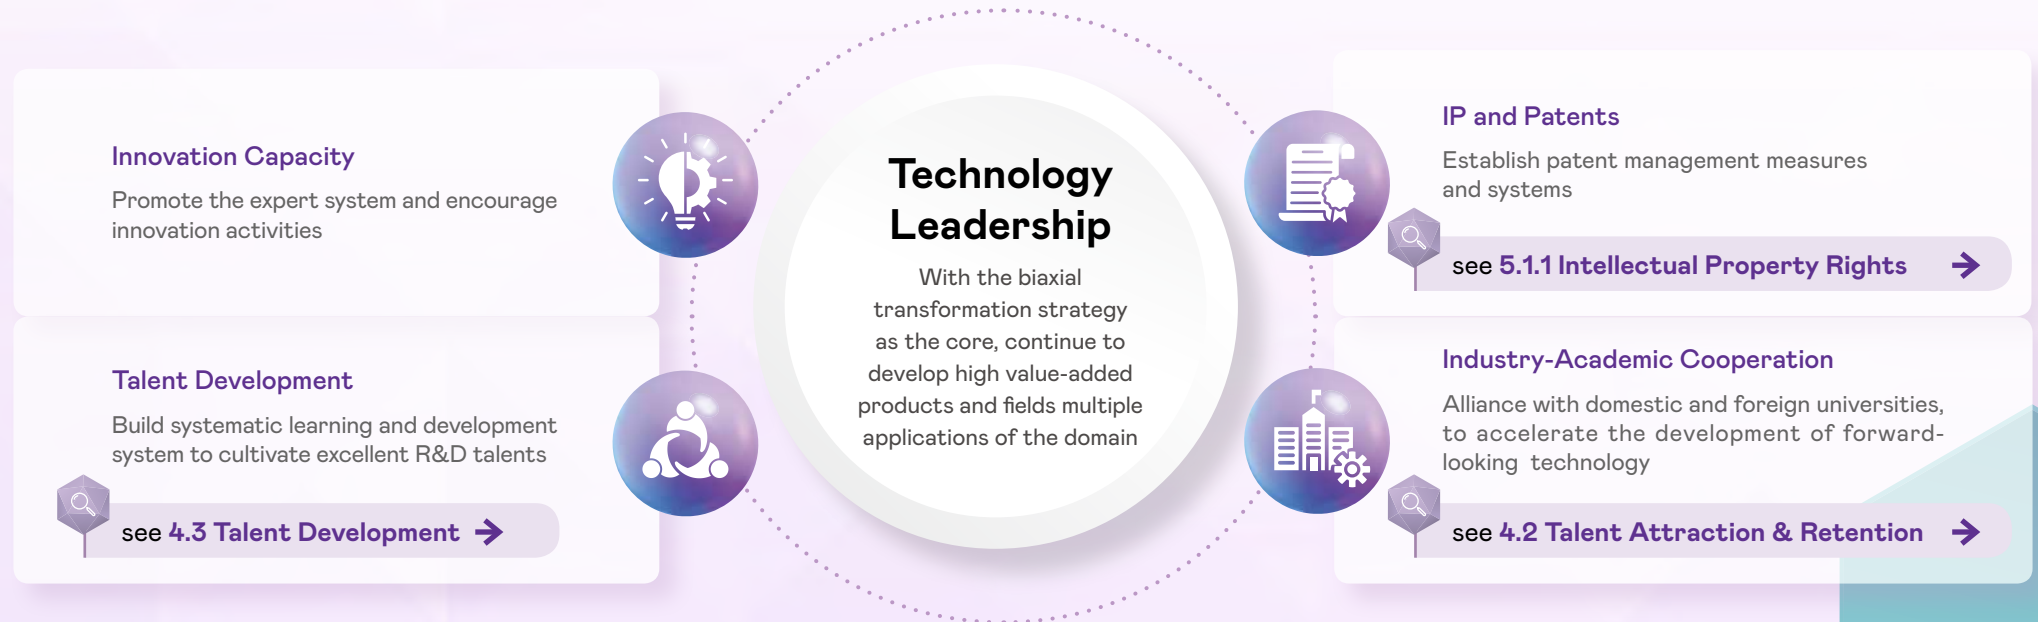 Innovation Capacity
Promote the expert system and encourage
innovation activities
Talent Development
Build systematic learning and development
system to cultivate excellent R&D talents
see 4.3 Talent Development
Technology
Leadership
With the biaxial
transformation strategy
as the core, continue to
develop high value-added
products and fields multiple
applications of the domain
IP and Patents
Establish patent management measures
and systems
see 5.1.1 Intellectual Property Rights
Industry-Academic Cooperation
Alliance with domestic and foreign universities,
to accelerate the development of forward-
looking technology
see 4.2 Talent Attraction & Retention